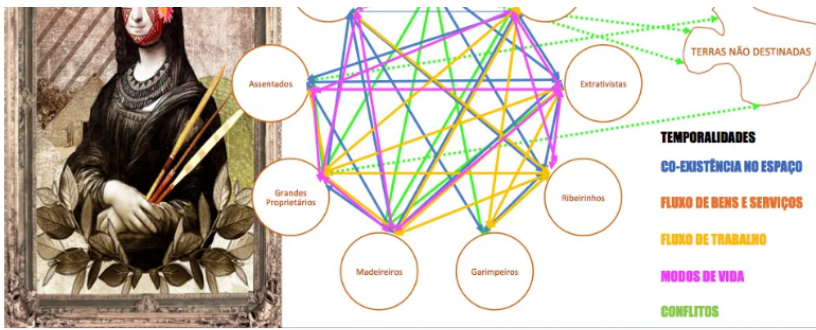 TERRAS NÃO DESTINADAS
Assentados
Extrativistas
TEMPORALIDADES
CO-EXISTÊNCIA NO ESPAÇO
Grandes
Proprietários
Ribeirinhos
FLUXO DE BENS E SERVIÇOS
FLUXO DE TRABALHO
Madeireiros
Garimpeiros
MODOS DE VIDA
CONFLITOS